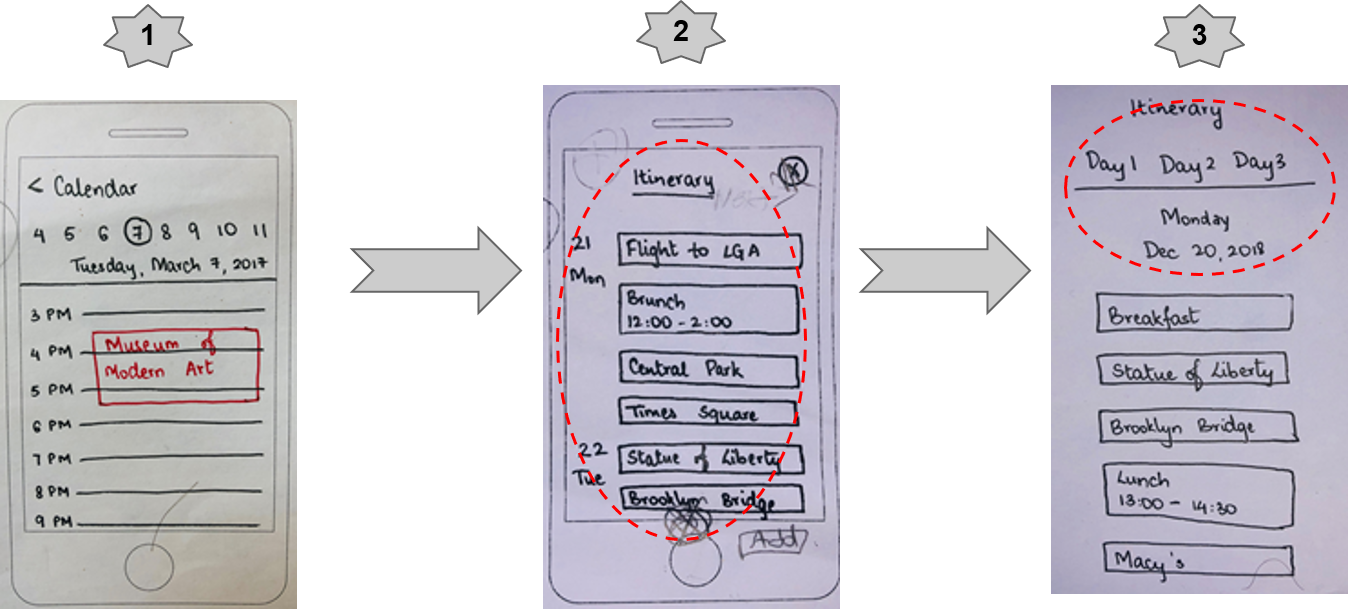 1
2
3
< Calendar
4 5 6 7 8 9 10 11
Tuesday, March 7, 2017
3 PM
4 PM
5 PM
6 PM
7 PM
8 PM
9 PM
Museum of
Modern Art
Itinerary
21
Mon
Flight to LGA
Brunch
12:00 - 2:00
Central Park
Times Square
22
Tue
Statue of Liberty
Brooklyn Bridge
Add
Itinerary
Day 1 Day 2 Day 3
Monday
Dec 20, 2018
Breakfast
Statue of Liberty
Brooklyn Bridge
Lunch
13:00 - 14:30
Macy's